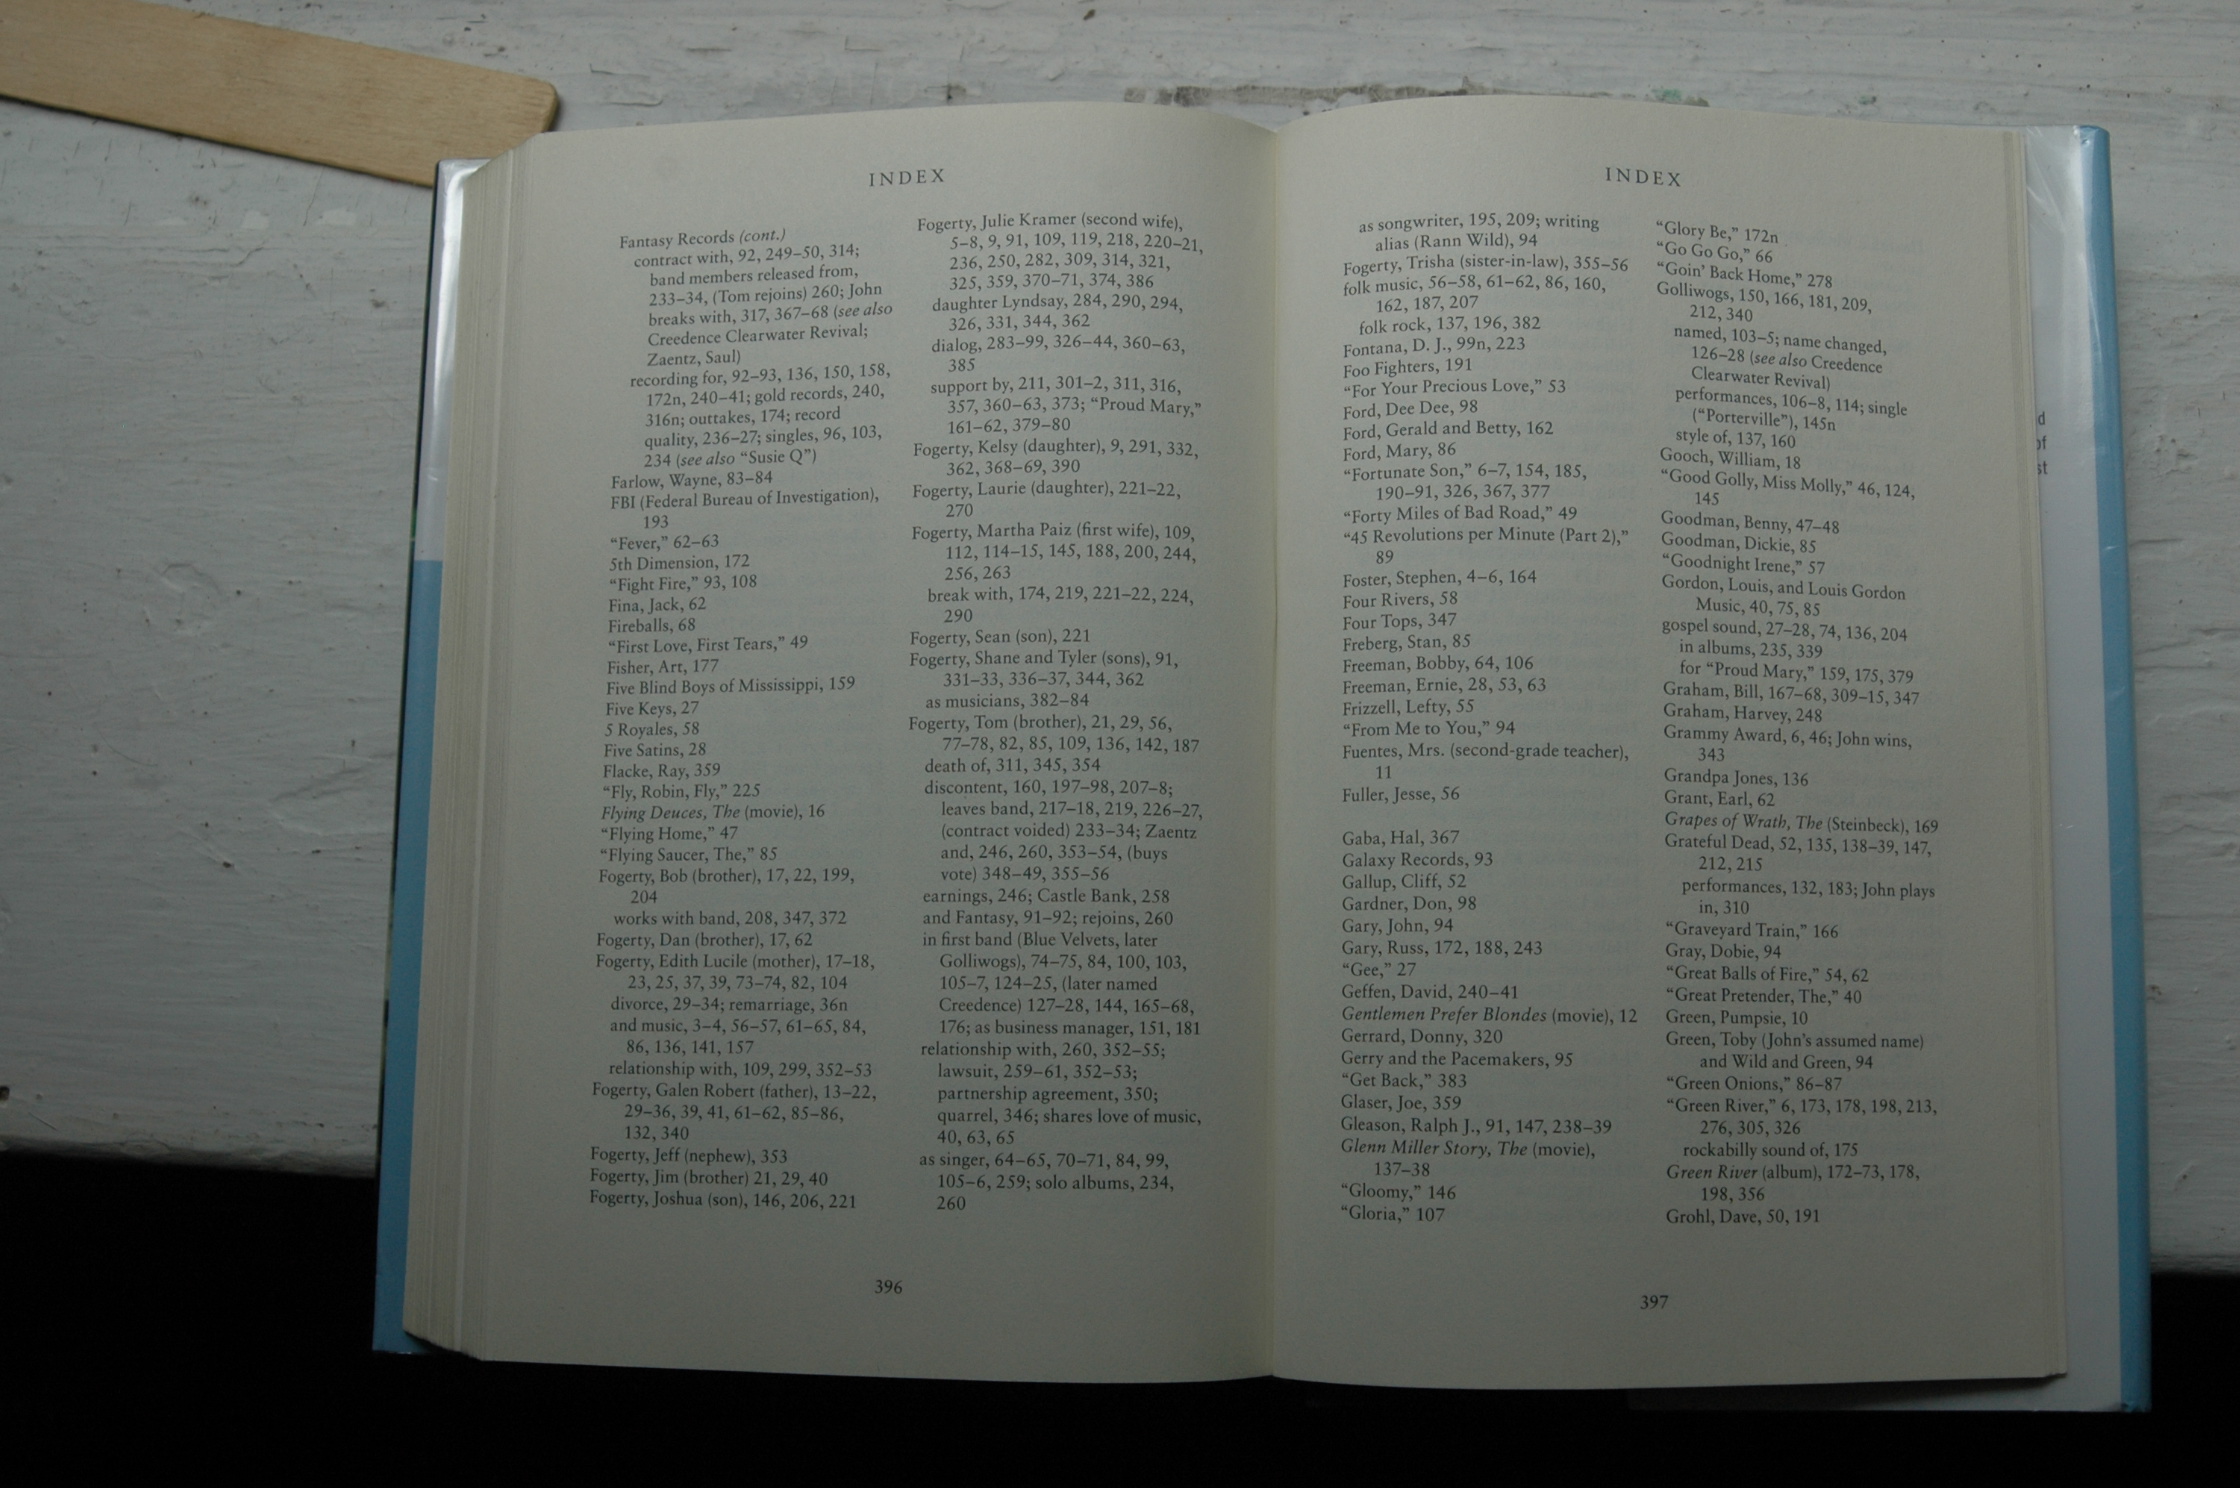 INDEX
Fantasy Records (cont.)
contract with, 92, 249–50, 314;
band members released from,
233–34, (Tom rejoins) 260; John
breaks with, 317, 367–68 (see also
Creedence Clearwater Revival;
Zaentz, Saul)
recording for, 92–93, 136, 150, 158,
172n, 240–41; gold records, 240,
316n; outtakes, 174; record
quality, 236–27; singles, 96, 103,
234 (see also “Susie Q”)
Farlow, Wayne, 83–84
FBI (Federal Bureau of Investigation),
193
“Fever,” 62–63
5th Dimension, 172
“Fight Fire,” 93, 108
Fina, Jack, 62
Fireballs, 68
“First Love, First Tears,” 49
Fisher, Art, 177
Five Blind Boys of Mississippi, 159
Five Keys, 27
5 Royales, 58
Five Satins, 28
Flacke, Ray, 359
“Fly, Robin, Fly,” 225
Flying Deuces, The (movie), 16
“Flying Home,” 47
“Flying Saucer, The,” 85
Fogerty, Bob (brother), 17, 22, 199,
204
works with band, 208, 347, 372
Fogerty, Dan (brother), 17, 62
Fogerty, Edith Lucile (mother), 17–18,
23, 25, 37, 39, 73–74, 82, 104
divorce, 29–34; remarriage, 36n
and music, 3–4, 56–57, 61–65, 84,
86, 136, 141, 157
relationship with, 109, 299, 352–53
Fogerty, Galen Robert (father), 13–22,
29–36, 39, 41, 61–62, 85–86,
132, 340
Fogerty, Jeff (nephew), 353
Fogerty, Jim (brother) 21, 29, 40
Fogerty, Joshua (son), 146, 206, 221
Fogerty, Julie Kramer (second wife),
5–8, 9, 91, 109, 119, 218, 220–21,
236, 250, 282, 309, 314, 321,
325, 359, 370–71, 374, 386
daughter Lyndsay, 284, 290, 294,
326, 331, 344, 362
dialog, 283–99, 326–44, 360–63,
385
support by, 211, 301–2, 311, 316,
357, 360–63, 373; “Proud Mary,”
161–62, 379–80
Fogerty, Kelsy (daughter), 9, 291, 332,
362, 368–69, 390
Fogerty, Laurie (daughter), 221–22,
270
Fogerty, Martha Paiz (first wife), 109,
112, 114–15, 145, 188, 200, 244,
256, 263
break with, 174, 219, 221–22, 224,
290
Fogerty, Sean (son), 221
Fogerty, Shane and Tyler (sons), 91,
331–33, 336–37, 344, 362
as musicians, 382–84
Fogerty, Tom (brother), 21, 29, 56,
77–78, 82, 85, 109, 136, 142, 187
death of, 311, 345, 354
discontent, 160, 197–98, 207–8;
leaves band, 217–18, 219, 226–27,
(contract voided) 233–34; Zaentz
and, 246, 260, 353–54, (buys
vote) 348–49, 355–56
earnings, 246; Castle Bank, 258
and Fantasy, 91–92; rejoins, 260
in first band (Blue Velvets, later
Golliwogs), 74–75, 84, 100, 103,
105–7, 124–25, (later named
Creedence) 127–28, 144, 165–68,
176; as business manager, 151, 181
relationship with, 260, 352–55;
lawsuit, 259–61, 352–53;
partnership agreement, 350;
quarrel, 346; shares love of music,
40, 63, 65
as singer, 64–65, 70–71, 84, 99,
105–6, 259; solo albums, 234,
260
396
INDEX
as songwriter, 195, 209; writing
alias (Rann Wild), 94
Fogerty, Trisha (sister-in-law), 355–56
folk music, 56–58, 61–62, 86, 160,
162, 187, 207
folk rock, 137, 196, 382
Fontana, D. J., 99n, 223
Foo Fighters, 191
“For Your Precious Love,” 53
Ford, Dee Dee, 98
Ford, Gerald and Betty, 162
Ford, Mary, 86
“Fortunate Son,” 6–7, 154, 185,
190–91, 326, 367, 377
“Forty Miles of Bad Road,” 49
“45 Revolutions per Minute (Part 2),”
89
Foster, Stephen, 4–6, 164
Four Rivers, 58
Four Tops, 347
Freberg, Stan, 85
Freeman, Bobby, 64, 106
Freeman, Ernie, 28, 53, 63
Frizzell, Lefty, 55
“From Me to You,” 94
Fuentes, Mrs. (second-grade teacher),
11
Fuller, Jesse, 56
Gaba, Hal, 367
Galaxy Records, 93
Gallup, Cliff, 52
Gardner, Don, 98
Gary, John, 94
Gary, Russ, 172, 188, 243
“Gee,” 27
Geffen, David, 240–41
Gentlemen Prefer Blondes (movie), 12
Gerrard, Donny, 320
Gerry and the Pacemakers, 95
“Get Back,” 383
Glaser, Joe, 359
Gleason, Ralph J., 91, 147, 238–39
Glenn Miller Story, The (movie),
137–38
“Gloomy,” 146
“Gloria,” 107
“Glory Be,” 172n
“Go Go Go,” 66
“Goin’ Back Home,” 278
Golliwogs, 150, 166, 181, 209,
212, 340
named, 103–5; name changed,
126–28 (see also Creedence
Clearwater Revival)
performances, 106–8, 114; single
(“Porterville”), 145n
style of, 137, 160
Gooch, William, 18
“Good Golly, Miss Molly,” 46, 124,
145
Goodman, Benny, 47–48
Goodman, Dickie, 85
“Goodnight Irene,” 57
Gordon, Louis, and Louis Gordon
Music, 40, 75, 85
gospel sound, 27–28, 74, 136, 204
in albums, 235, 339
for “Proud Mary,” 159, 175, 379
Graham, Bill, 167–68, 309–15, 347
Graham, Harvey, 248
Grammy Award, 6, 46; John wins,
343
Grandpa Jones, 136
Grant, Earl, 62
Grapes of Wrath, The (Steinbeck), 169
Grateful Dead, 52, 135, 138–39, 147,
212, 215
performances, 132, 183; John plays
in, 310
“Graveyard Train,” 166
Gray, Dobie, 94
“Great Balls of Fire,” 54, 62
“Great Pretender, The,” 40
Green, Pumpsie, 10
Green, Toby (John’s assumed name)
and Wild and Green, 94
“Green Onions,” 86–87
“Green River,” 6, 173, 178, 198, 213,
276, 305, 326
rockabilly sound of, 175
Green River (album), 172–73, 178,
198, 356
Grohl, Dave, 50, 191
397